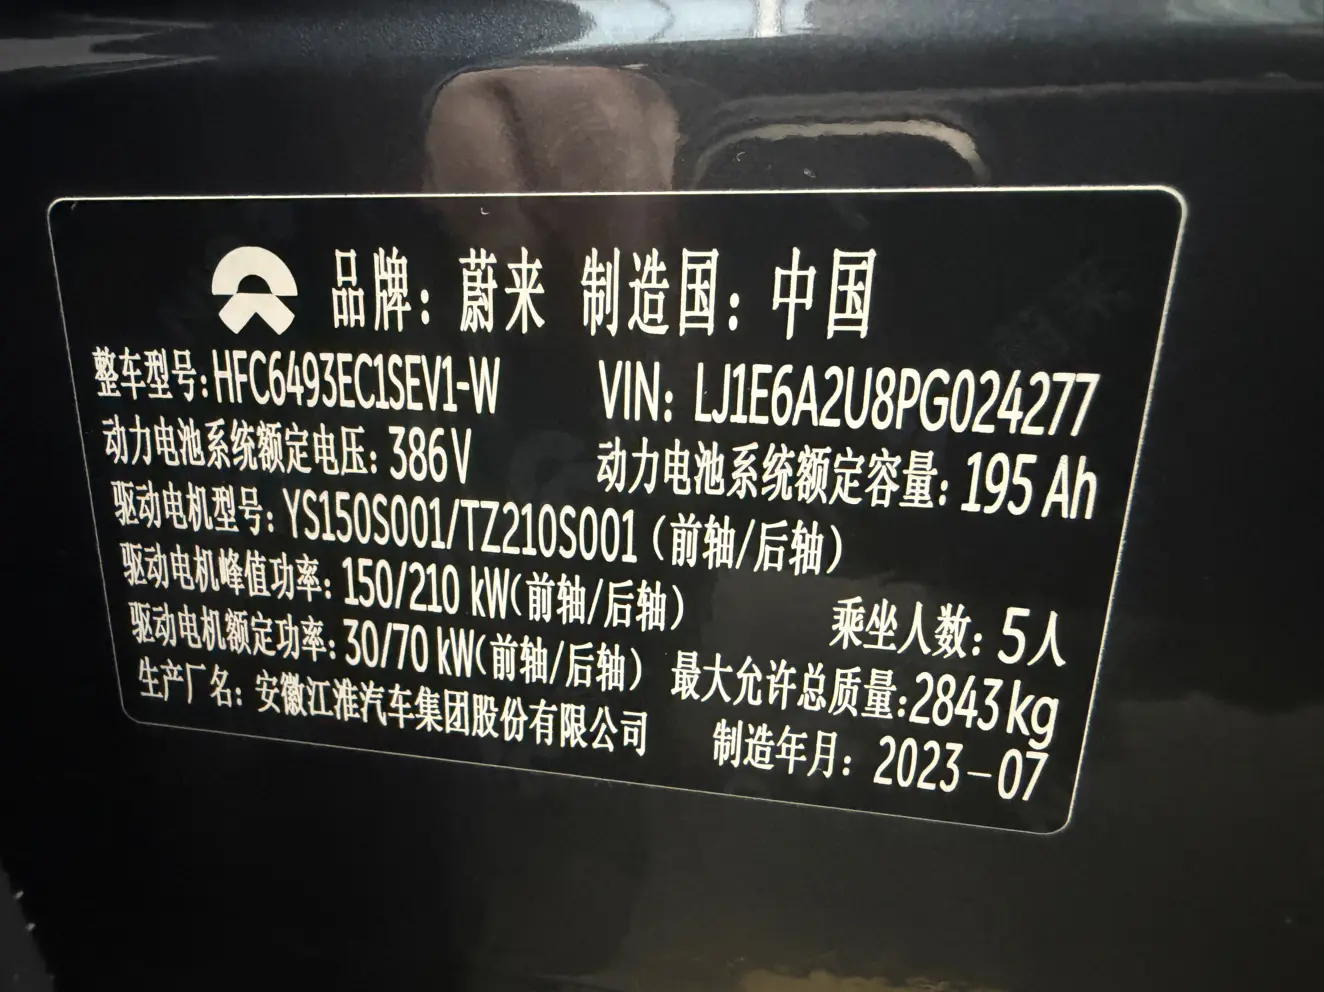 品牌：蔚来 制造国：中国
整车型号：HFC6493EC1SEV1-W VIN：LJ1E6A2U8PG024277
动力电池系统额定电压：386V 动力电池系统额定容量：195Ah
驱动电机型号：YS150S001/TZ210S001（前轴/后轴）
驱动电机峰值功率：150/210 kW（前轴/后轴） 乘坐人数：5人
驱动电机额定功率：30/70 kW（前轴/后轴） 最大允许总质量：2843kg
生产厂名：安徽江淮汽车集团股份有限公司 制造年月：2023-07